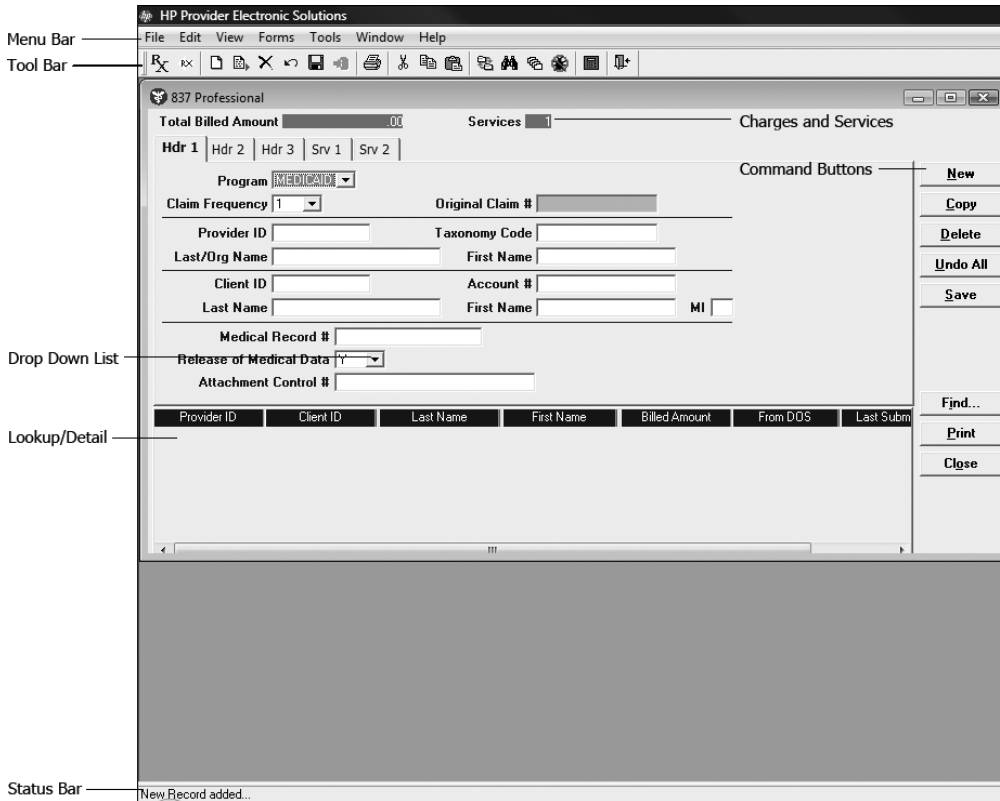 hp HP Provider Electronic Solutions
Menu Bar File Edit View Forms Tools Window Help
Tool Bar Rx RX
837 Professional
Total Billed Amount .00 Services 1 Charges and Services
Hdr 1 Hdr 2 Hdr 3 Srv 1 Srv 2
Command Buttons New
Program MEDICAID
Claim Frequency 1 Original Claim # Copy
Provider ID Taxonomy Code Delete
Last/Org Name First Name Undo All
Client ID Account #
Save
Last Name First Name MI
Medical Record #
Drop Down List Release of Medical Data Y
Attachment Control #
Find...
Provider ID Client ID Last Name First Name Billed Amount From DOS Last Subm
Lookup/Detail Print
Close
Status Bar New Record added...